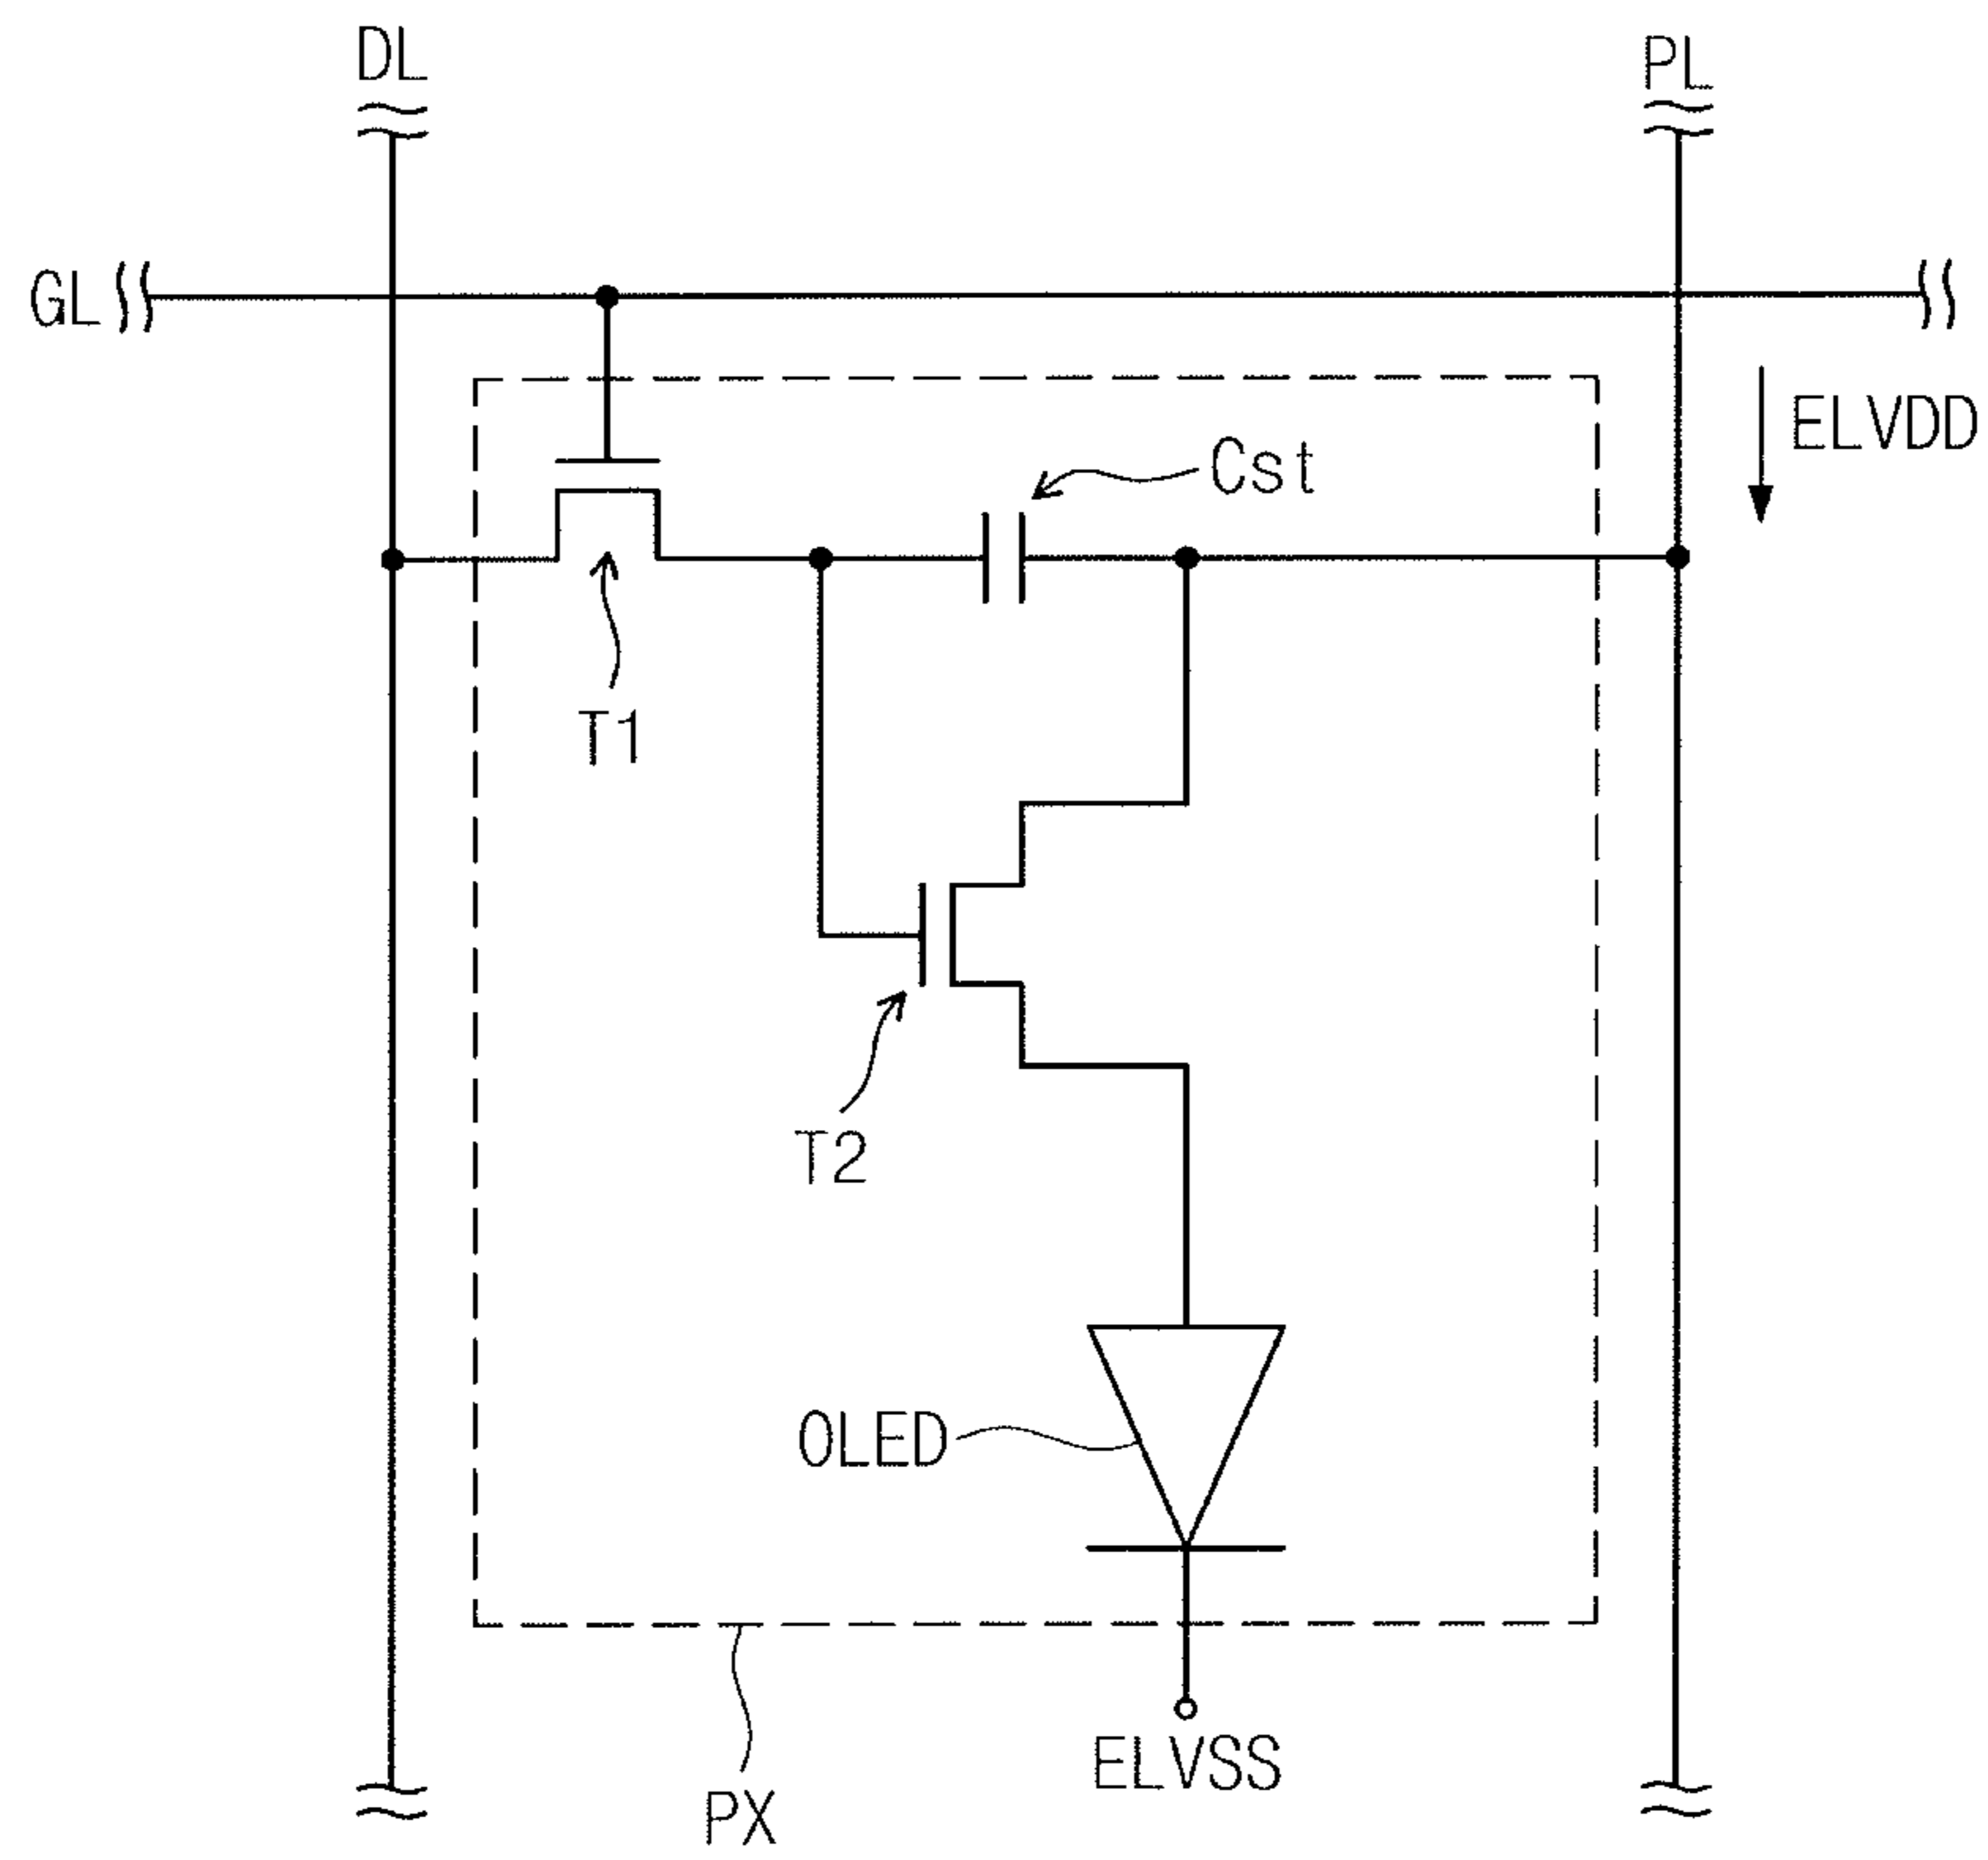 DL
PL
GL
ELVDD
Cst
T1
T2
OLED
ELVSS
PX